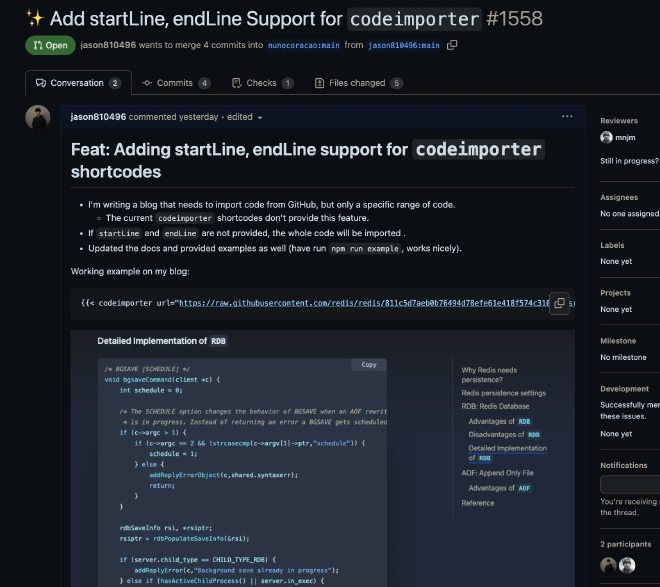 ✨ Add startLine, endLine Support for codeimporter #1558
Open jason810496 wants to merge 4 commits into nunocoracao:main from jason810496:main
Conversation 2 Commits 4 Checks 1 Files changed 5
jason810496 commented yesterday • edited
Feat: Adding startLine, endLine support for codeimporter
shortcodes
• I'm writing a blog that needs to import code from GitHub, but only a specific range of code.
◦ The current codeimporter shortcodes don't provide this feature.
• If startLine and endLine are not provided, the whole code will be imported .
• Updated the docs and provided examples as well (have run npm run example, works nicely).
Working example on my blog:
{{< codeimporter url="https://raw.githubusercontent.com/redis/redis/811c5d7aeb0b76494d78efe61e418f574c310
Detailed Implementation of RDB
Copy
/* BGSAVE [SCHEDULE] */
void bgsaveCommand(client *c) {
int schedule = 0;
/* The SCHEDULE option changes the behavior of BGSAVE when an AOF rewrit
* is in progress. Instead of returning an error a BGSAVE gets scheduled
if (c->argc > 1) {
if (c->argc == 2 && !strcasecmp(c->argv[1]->ptr,"schedule")) {
schedule = 1;
} else {
addReplyErrorObject(c,shared.syntaxerr);
return;
}
}
rdbSaveInfo rsi, *rsiptr;
rsiptr = rdbPopulateSaveInfo(&rsi);
if (server.child_type == CHILD_TYPE_RDB) {
addReplyError(c,"Background save already in progress");
} else if (hasActiveChildProcess() || server.in_exec) {
Why Redis needs
persistence?
Redis persistence settings
RDB: Redis Database
Advantages of RDB
Disadvantages of RDB
Detailed Implementation
of RDB
AOF: Append Only File
Advantages of AOF
Reference
Reviewers
mnjm
Still in progress?
Assignees
No one assigned
Labels
None yet
Projects
None yet
Milestone
No milestone
Development
Successfully mer
these issues.
None yet
Notifications
You're receiving
the thread.
2 participants